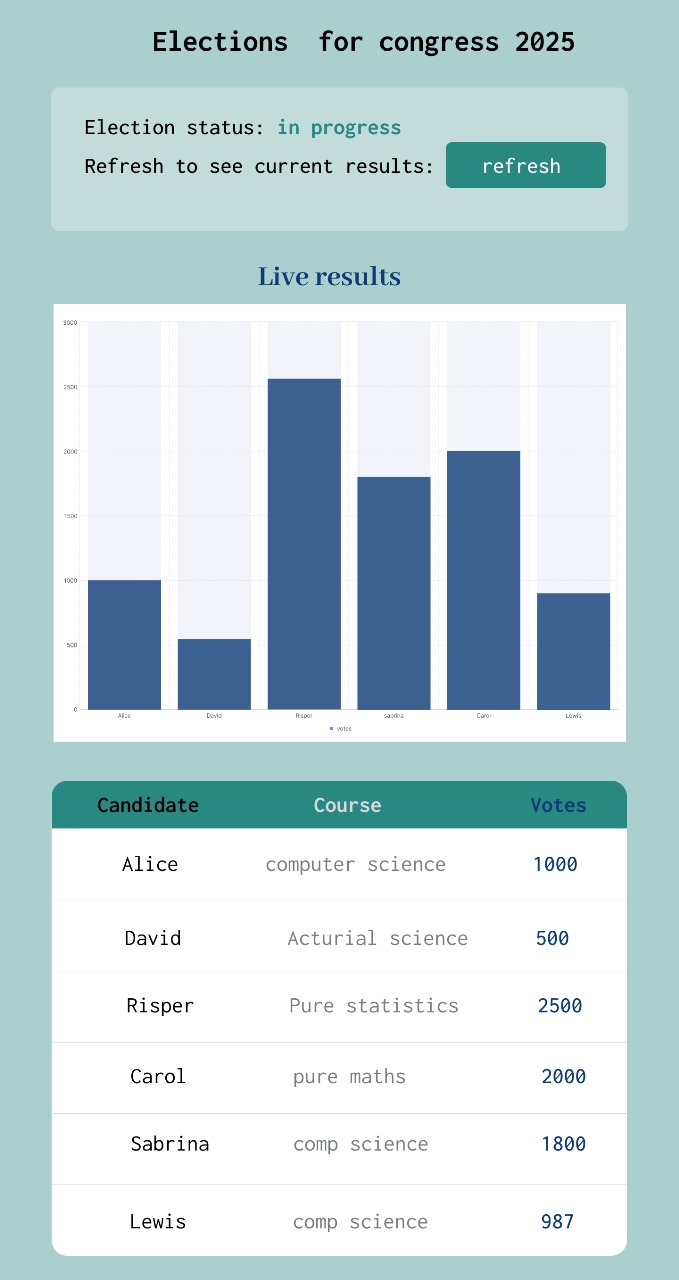 Elections for congress 2025
Election status: in progress
Refresh to see current results: refresh
Live results
3000
2500
2000
1500
1000
500
0
Alice David Risper sabrina Carol Lewis
votes
Candidate Course Votes
Alice computer science 1000
David Acturial science 500
Risper Pure statistics 2500
Carol pure maths 2000
Sabrina comp science 1800
Lewis comp science 987